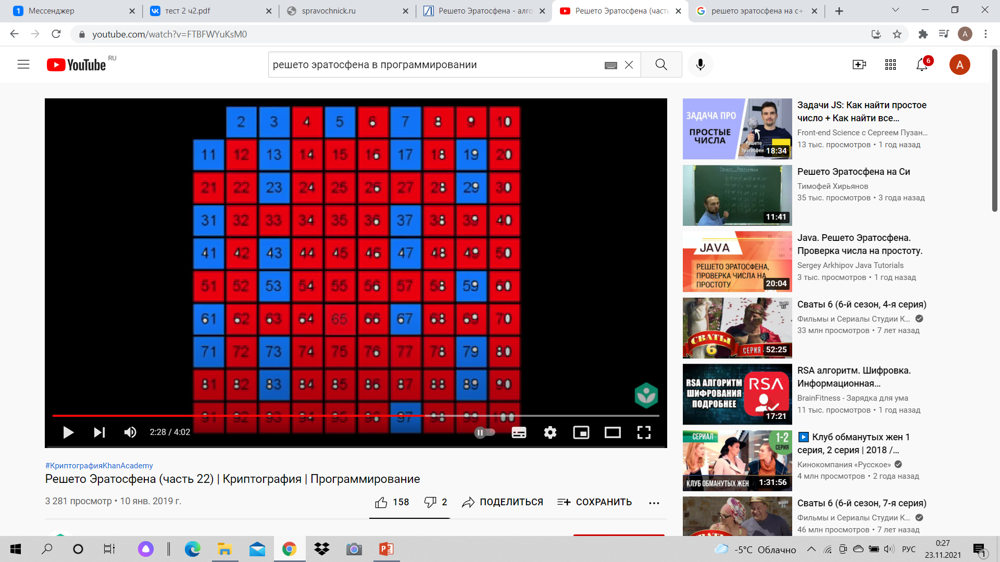 Мессенджер
тест 2 ч2.pdf
spravochnick.ru
Решето Эратосфена - алго
Решето Эратосфена (часть
решето эратосфена на c+
youtube.com/watch?v=FTBFWYuKsM0
A
YouTube RU
решето эратосфена в программировании
6
A
2 3 4 5 6 7 8 9 10
11 12 13 14 15 16 17 18 19 20
21 22 23 24 25 26 27 28 29 30
31 32 33 34 35 36 37 38 39 40
41 42 43 44 45 46 47 48 49 50
51 52 53 54 55 56 57 58 59 60
61 62 63 64 65 66 67 68 69 70
71 72 73 74 75 76 77 78 79 80
81 82 83 84 85 86 87 88 89 90
91 92 93 94 95 96 97 98 99 100
2:28 / 4:02
#КриптографияKhanAcademy
Решето Эратосфена (часть 22) | Криптография | Программирование
3 281 просмотр • 10 янв. 2019 г.
158
2
ПОДЕЛИТЬСЯ
СОХРАНИТЬ
ЗАДАЧА ПРО
ПРОСТЫЕ
ЧИСЛА
Решето
Эратосфен
18:34
Задачи JS: Как найти простое
число + Как найти все...
Front-end Science с Сергеем Пузан...
13 тыс. просмотров • 1 год назад
11:41
Решето Эратосфена на Си
Тимофей Хирьянов
35 тыс. просмотров • 3 года назад
JAVA
РЕШЕТО ЭРАТОСФЕНА,
ПРОВЕРКА ЧИСЛА НА
ПРОСТОТУ
20:04
Java. Решето Эратосфена.
Проверка числа на простоту.
Sergey Arkhipov Java Tutorials
3 тыс. просмотров • 1 год назад
СВАТЫ
6
СЕРИЯ
52:25
Сваты 6 (6-й сезон, 4-я серия)
Фильмы и Сериалы Студии К...
33 млн просмотров • 7 лет назад
RSA АЛГОРИТМ
ШИФРОВАНИЯ
ПОДРОБНЕЕ
RSA
17:21
RSA алгоритм. Шифровка.
Информационная...
BrainFitness - Зарядка для ума
11 тыс. просмотров • 1 год назад
СЕРИАЛ
1-2
СЕРИЯ
КЛУБ ОБМАНУТЫХ ЖЕН
1:31:56
Клуб обманутых жен 1
серия, 2 серия | 2018 /...
Кинокомпания «Русское»
4 млн просмотров • 2 года назад
Сваты 6 (6-й сезон, 7-я серия)
Фильмы и Сериалы Студии К...
46 млн просмотров • 7 лет назад
-5°C Облачно
РУС
0:27
23.11.2021
1